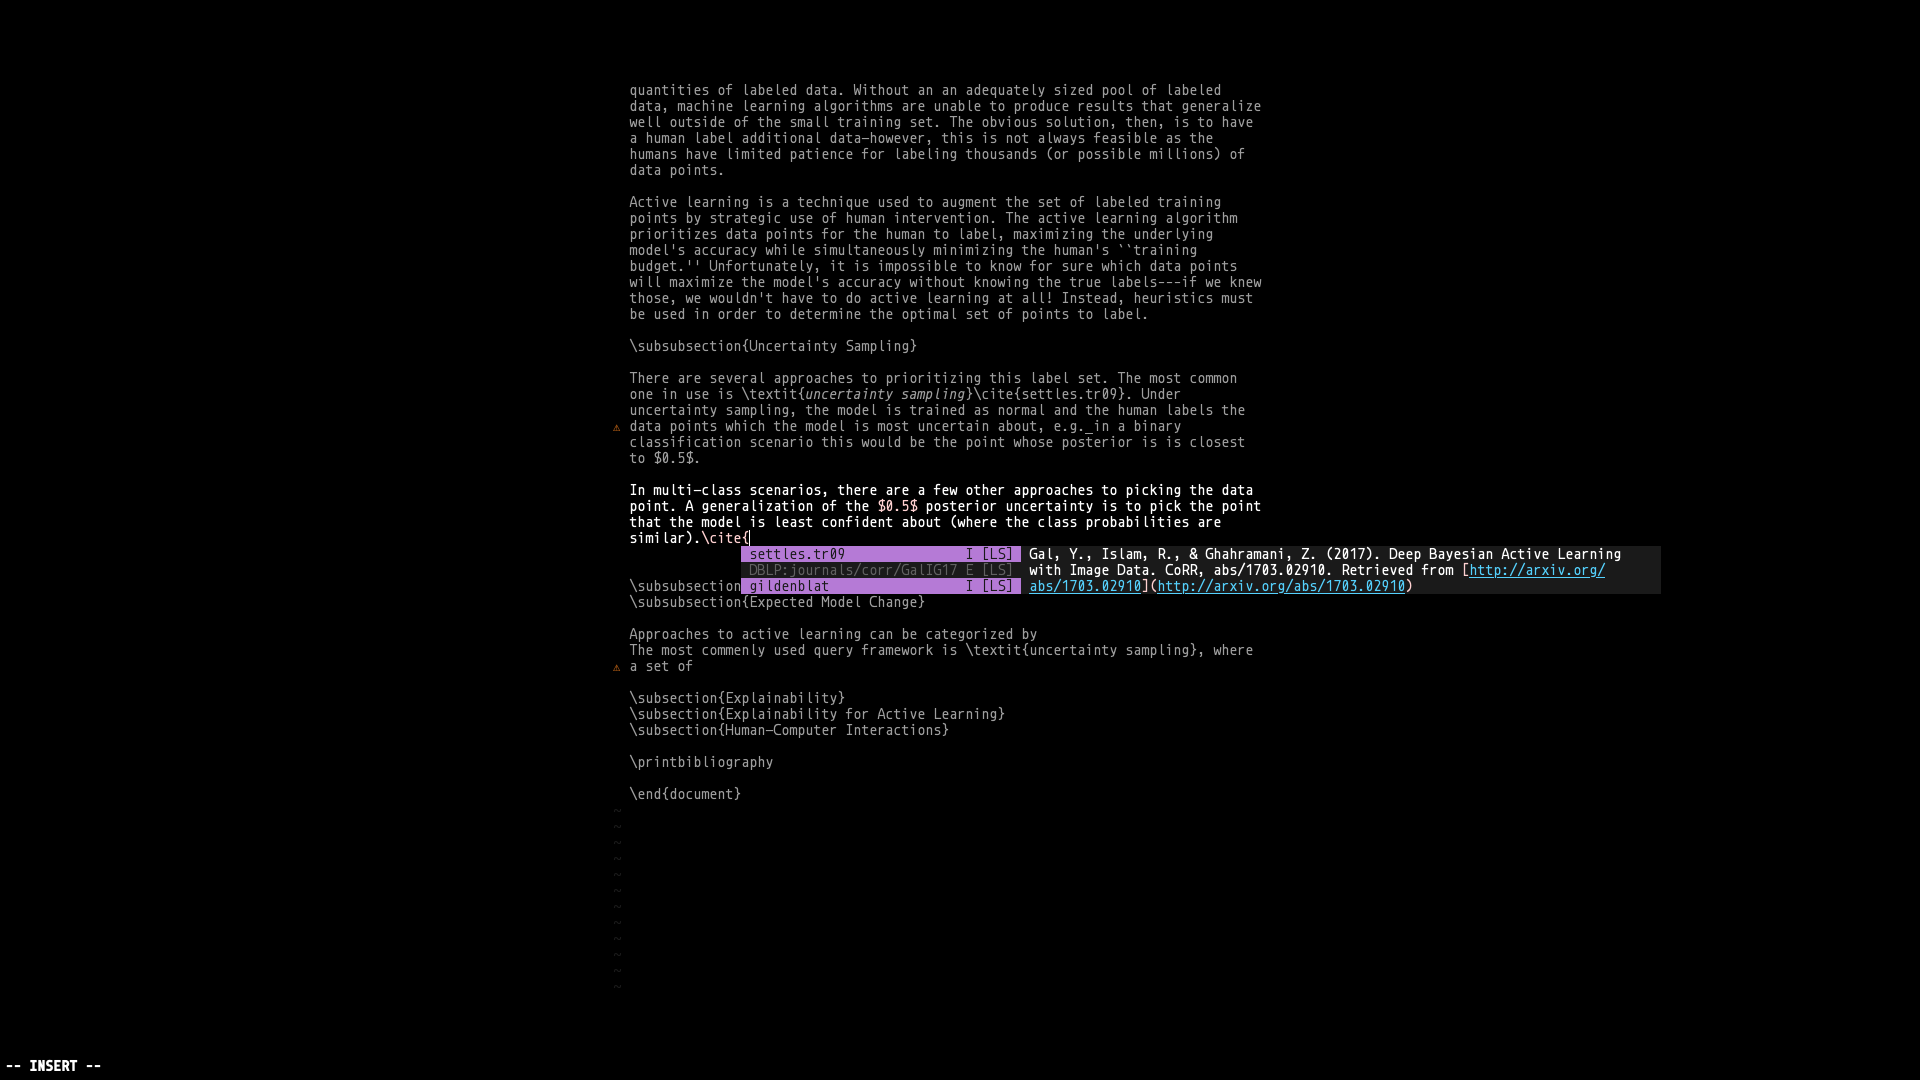 quantities of labeled data. Without an an adequately sized pool of labeled
data, machine learning algorithms are unable to produce results that generalize
well outside of the small training set. The obvious solution, then, is to have
a human label additional data—however, this is not always feasible as the
humans have limited patience for labeling thousands (or possible millions) of
data points.
Active learning is a technique used to augment the set of labeled training
points by strategic use of human intervention. The active learning algorithm
prioritizes data points for the human to label, maximizing the underlying
model's accuracy while simultaneously minimizing the human's ``training
budget.'' Unfortunately, it is impossible to know for sure which data points
will maximize the model's accuracy without knowing the true labels---if we knew
those, we wouldn't have to do active learning at all! Instead, heuristics must
be used in order to determine the optimal set of points to label.
\subsubsection{Uncertainty Sampling}
There are several approaches to prioritizing this label set. The most common
one in use is \textit{uncertainty sampling}\cite{settles.tr09}. Under
uncertainty sampling, the model is trained as normal and the human labels the
⚠ data points which the model is most uncertain about, e.g._in a binary
classification scenario this would be the point whose posterior is is closest
to $0.5$.
In multi-class scenarios, there are a few other approaches to picking the data
point. A generalization of the $0.5$ posterior uncertainty is to pick the point
that the model is least confident about (where the class probabilities are
similar).\cite{
settles.tr09 I [LS] Gal, Y., Islam, R., & Ghahramani, Z. (2017). Deep Bayesian Active Learning
DBLP:journals/corr/GalIG17 E [LS] with Image Data. CoRR, abs/1703.02910. Retrieved from [http://arxiv.org/
\subsubsection gildenblat I [LS] abs/1703.02910](http://arxiv.org/abs/1703.02910)
\subsubsection{Expected Model Change}
Approaches to active learning can be categorized by
The most commonly used query framework is \textit{uncertainty sampling}, where
⚠ a set of
\subsection{Explainability}
\subsection{Explainability for Active Learning}
\subsection{Human-Computer Interactions}
\printbibliography
\end{document}
~
~
~
~
~
~
~
~
~
~
~
~
-- INSERT --